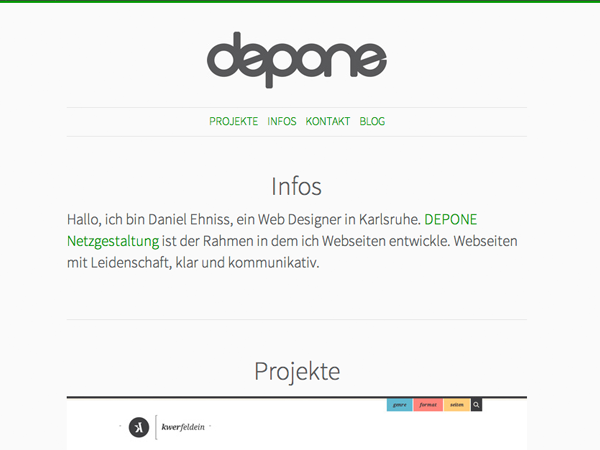 depone
PROJEKTE INFOS KONTAKT BLOG
Infos
Hallo, ich bin Daniel Ehniss, ein Web Designer in Karlsruhe. DEPONE
Netzgestaltung ist der Rahmen in dem ich Webseiten entwickle. Webseiten
mit Leidenschaft, klar und kommunikativ.
Projekte
genre format seiten
kwerfeldein